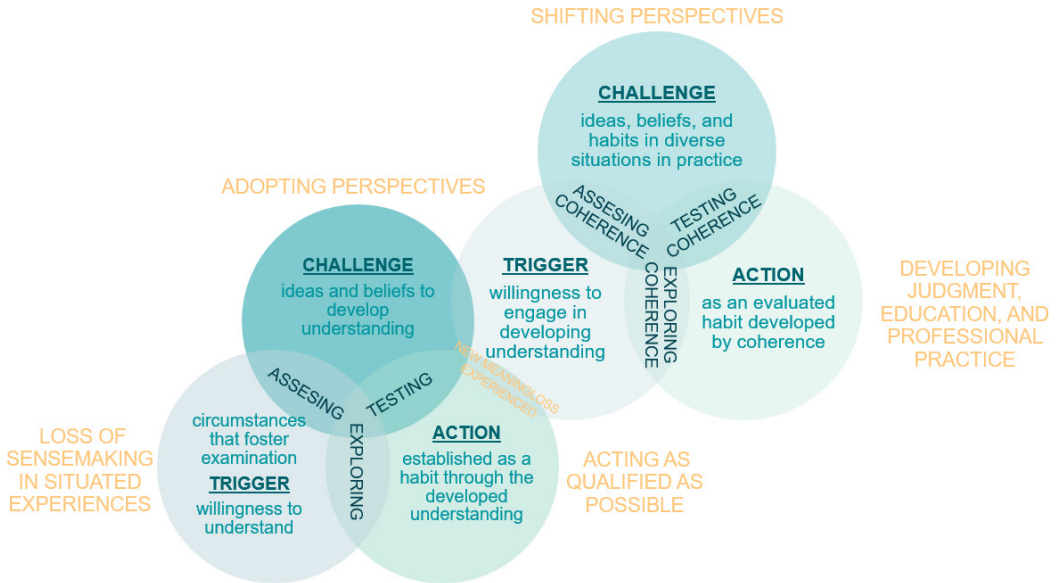 SHIFTING PERSPECTIVES
CHALLENGE
ideas, beliefs, and
habits in diverse
situations in practice
ASSESING
COHERENCE
TESTING
COHERENCE
EXPLORING
COHERENCE
TRIGGER
willingness to
engage in
developing
understanding
ACTION
as an evaluated
habit developed
by coherence
DEVELOPING
JUDGMENT,
EDUCATION, AND
PROFESSIONAL
PRACTICE
ADOPTING PERSPECTIVES
CHALLENGE
ideas and beliefs to
develop
understanding
NEW MEANINGLOSS
EXPERIENCED
ASSESING
TESTING
EXPLORING
LOSS OF
SENSEMAKING
IN SITUATED
EXPERIENCES
circumstances
that foster
examination
TRIGGER
willingness to
understand
ACTION
established as a
habit through the
developed
understanding
ACTING AS
QUALIFIED AS
POSSIBLE